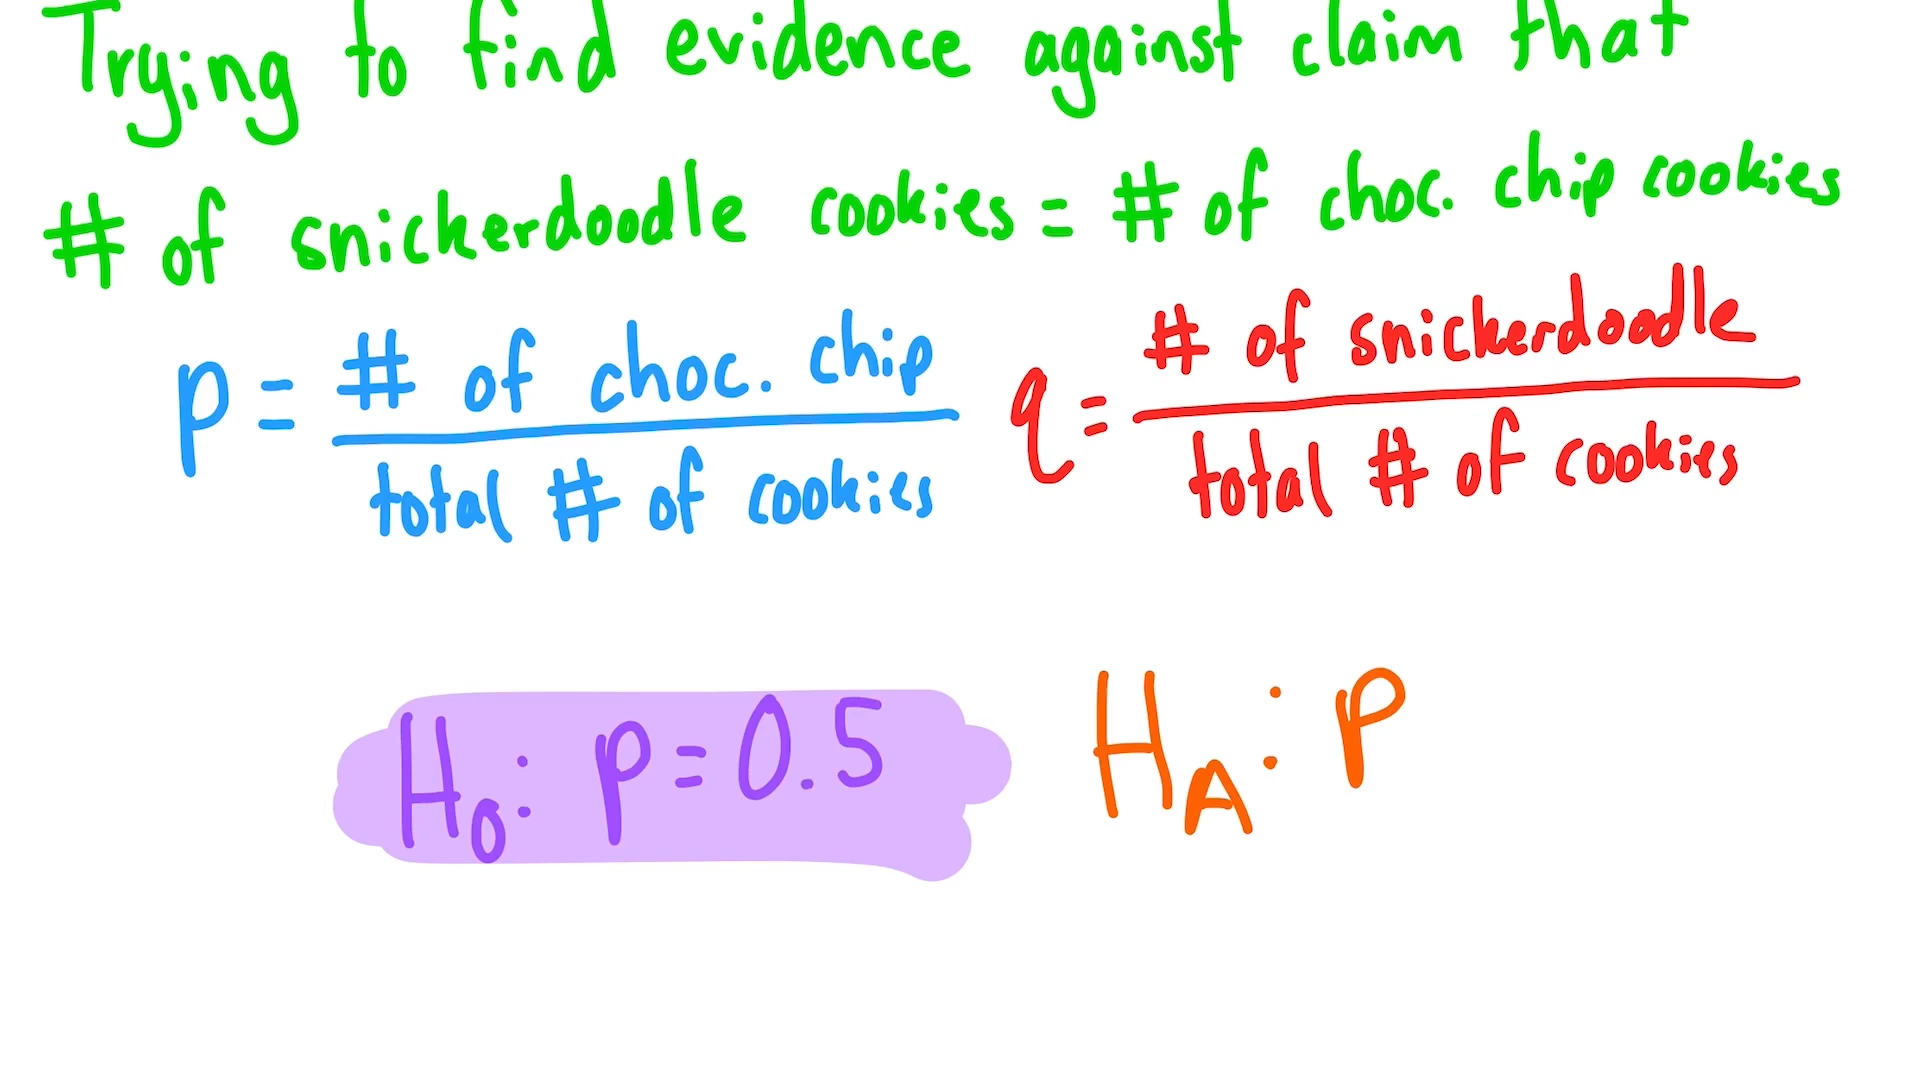 Trying to find evidence against claim that
# of snickerdoodle cookies = # of choc. chip cookies
p = # of choc. chip / total # of cookies
q = # of snickerdoodle / total # of cookies
H₀: p = 0.5
H_A: p